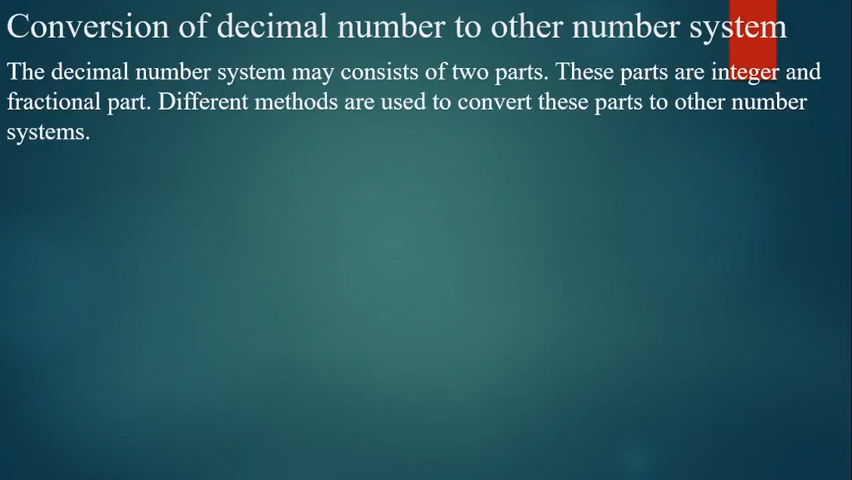 Conversion of decimal number to other number system
The decimal number system may consists of two parts. These parts are integer and
fractional part. Different methods are used to convert these parts to other number
systems.